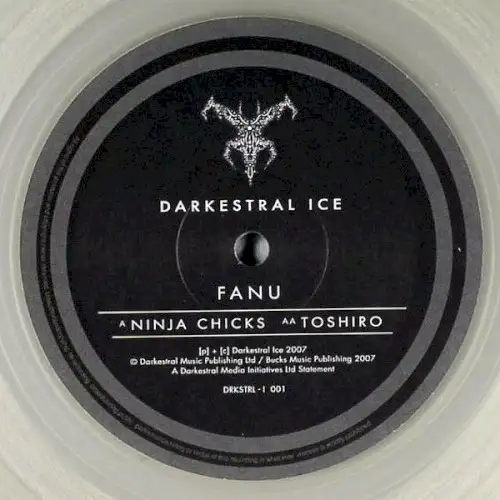 DARKESTRAL ICE
FANU
A NINJA CHICKS AA TOSHIRO
[p] + [c] Darkestral Ice 2007
© Darkestral Music Publishing Ltd / Bucks Music Publishing 2007
A Darkestral Media Initiatives Ltd Statement
DRKSTRL - I 001